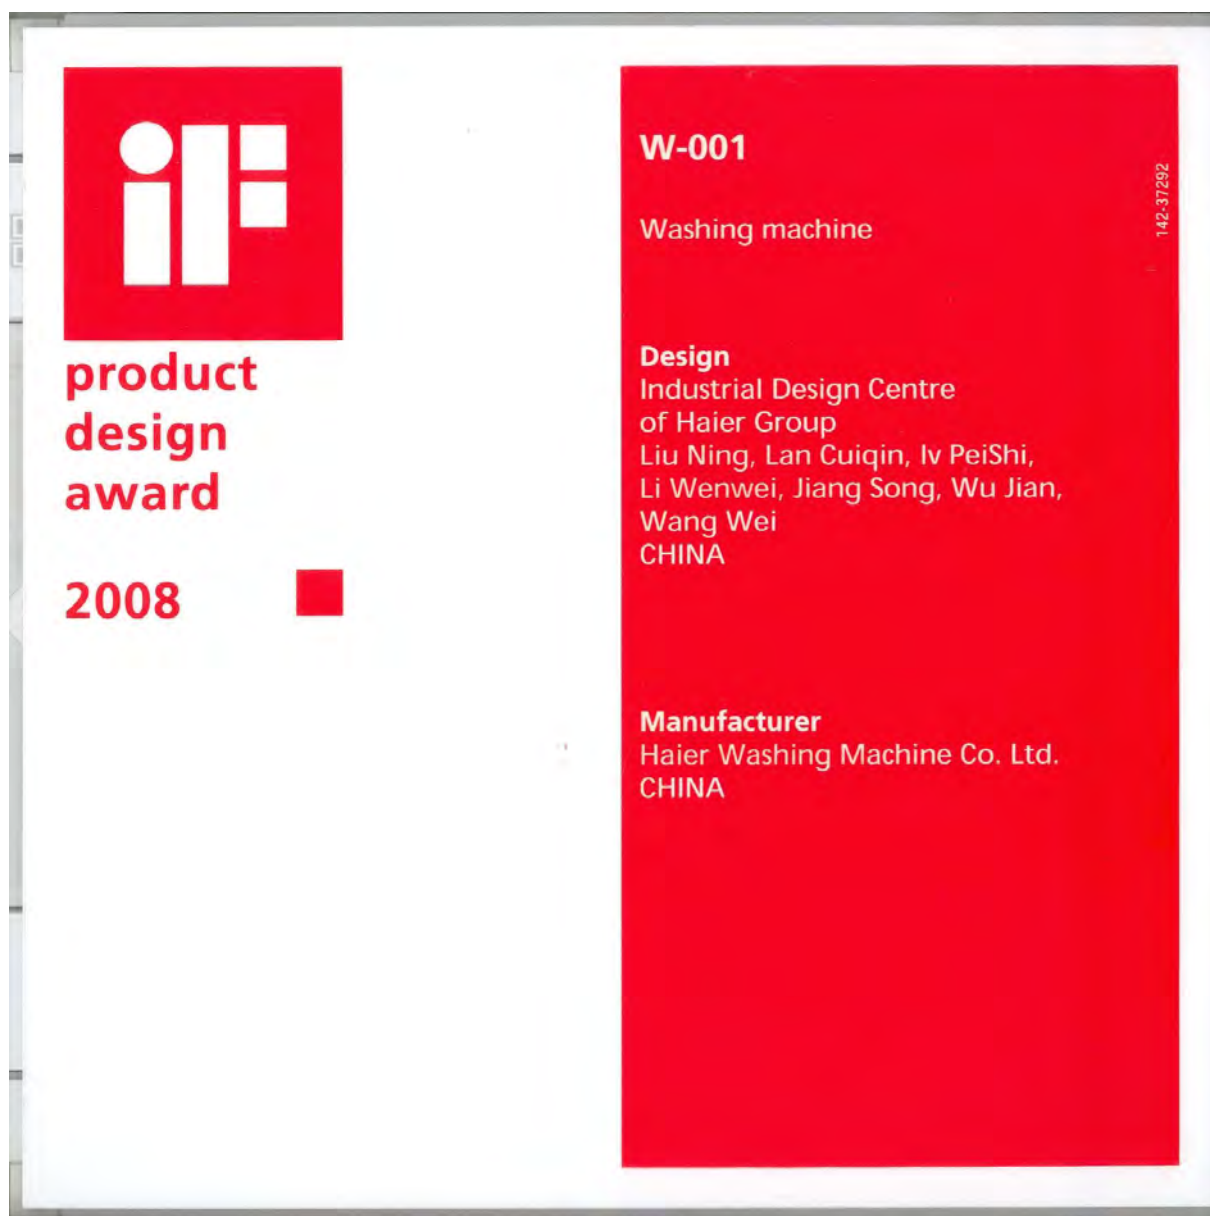 iF
product
design
award
2008
W-001
142-37292
Washing machine
Design
Industrial Design Centre
of Haier Group
Liu Ning, Lan Cuiqin, lv PeiShi,
Li Wenwei, Jiang Song, Wu Jian,
Wang Wei
CHINA
Manufacturer
Haier Washing Machine Co. Ltd.
CHINA